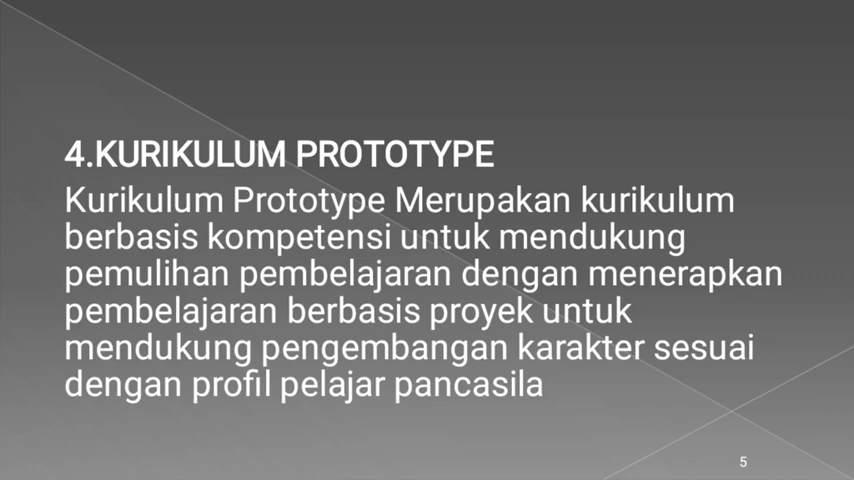 4.KURIKULUM PROTOTYPE
Kurikulum Prototype Merupakan kurikulum
berbasis kompetensi untuk mendukung
pemulihan pembelajaran dengan menerapkan
pembelajaran berbasis proyek untuk
mendukung pengembangan karakter sesuai
dengan profil pelajar pancasila
5